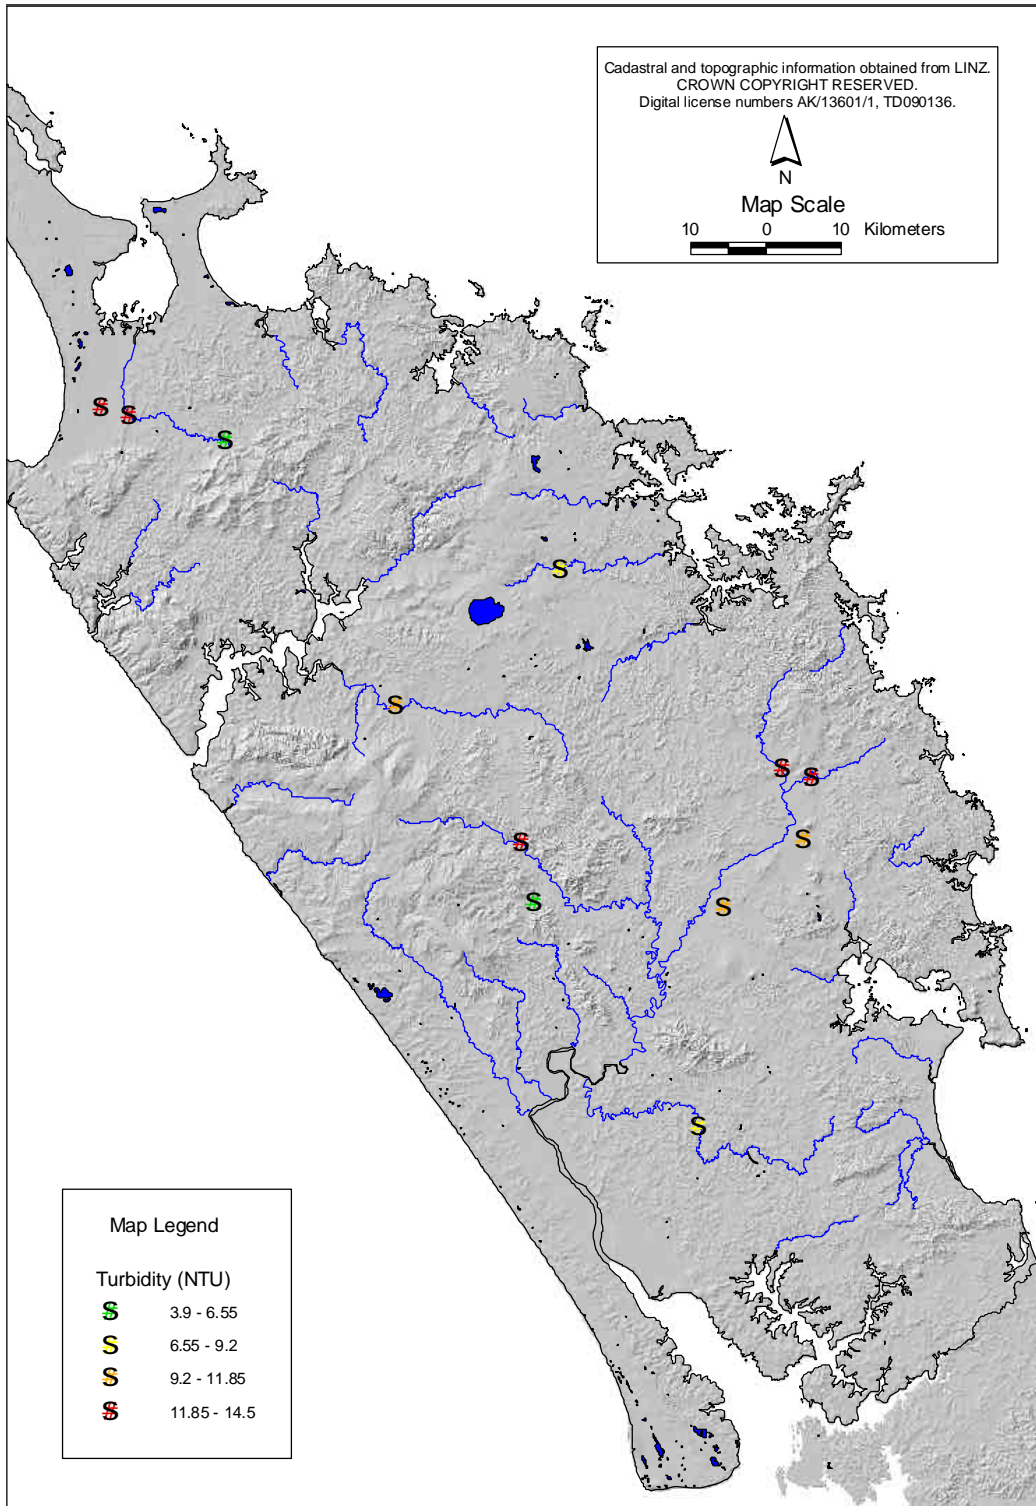 Cadastral and topographic information obtained from LINZ.
CROWN COPYRIGHT RESERVED.
Digital license numbers AK/13601/1, TD090136.
N
Map Scale
10 0 10 Kilometers
S S
S
S
S
S S
S
S
S
S
S
Map Legend
Turbidity (NTU)
S 3.9 - 6.55
S 6.55 - 9.2
S 9.2 - 11.85
S 11.85 - 14.5